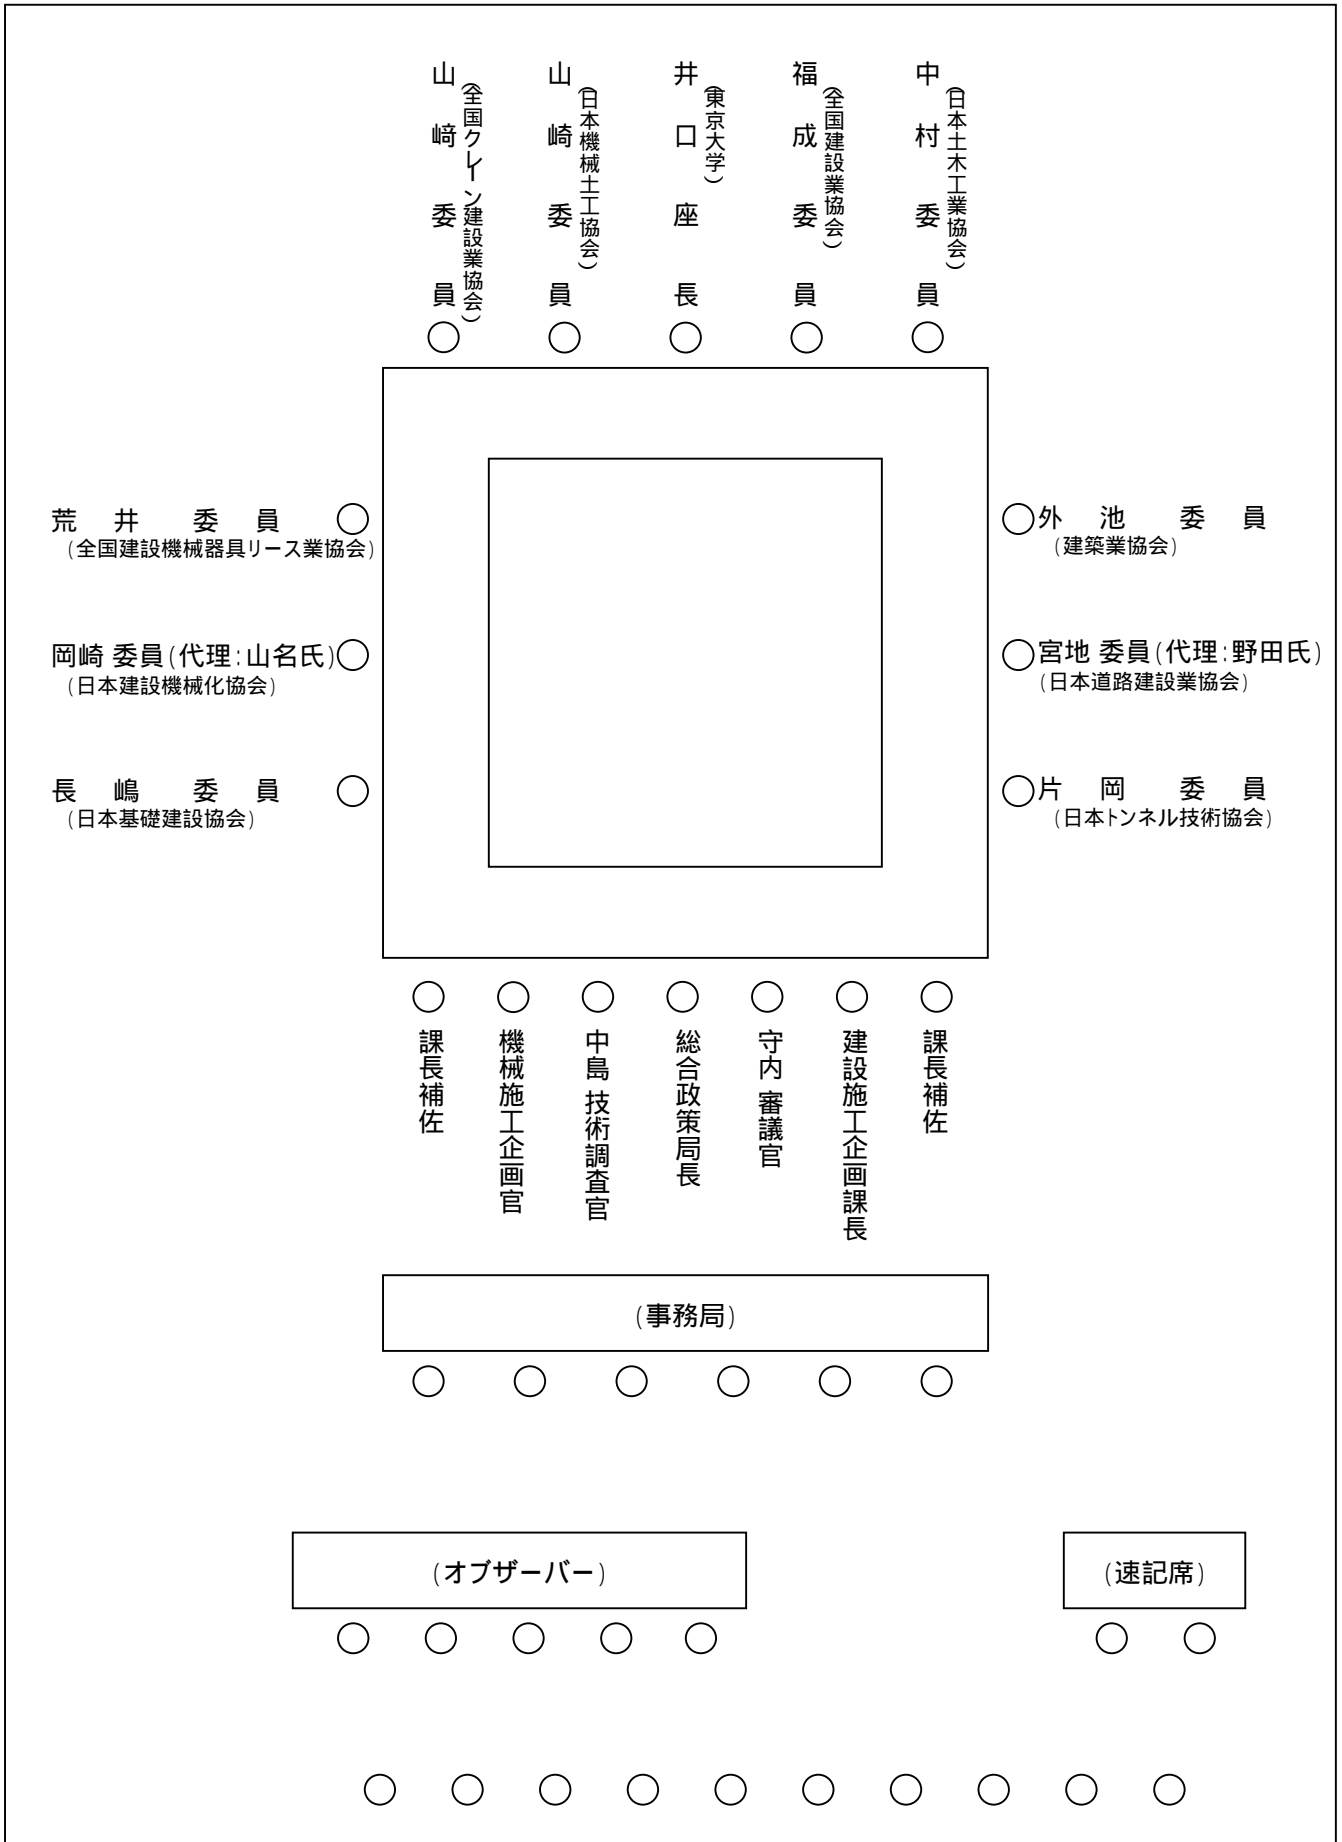 山﨑委員
(全国クレーン建設業協会)
山崎委員
(日本機械土工協会)
井口座長
(東京大学)
福成委員
(全国建設業協会)
中村委員
(日本土木工業協会)
荒井委員
(全国建設機械器具リース業協会)
外池委員
(建築業協会)
岡崎 委員(代理:山名氏)
(日本建設機械化協会)
宮地 委員(代理:野田氏)
(日本道路建設業協会)
長嶋委員
(日本基礎建設協会)
片岡委員
(日本トンネル技術協会)
課長補佐
機械施工企画官
中島 技術調査官
総合政策局長
守内 審議官
建設施工企画課長
課長補佐
(事務局)
(オブザーバー)
(速記席)